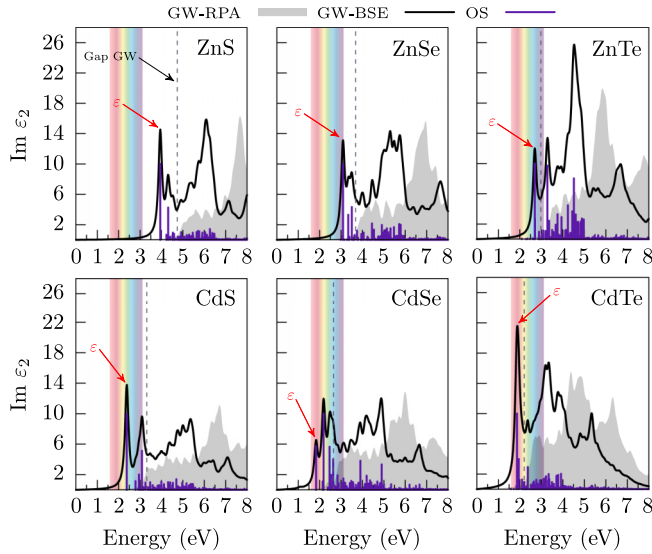 GW-RPA GW-BSE OS
ZnS ZnSe ZnTe
Gap GW
ε ε ε
Im ε₂
26
22
18
14
10
6
2
0 1 2 3 4 5 6 7 8 0 1 2 3 4 5 6 7 8 0 1 2 3 4 5 6 7 8
CdS CdSe CdTe
ε ε ε
Im ε₂
26
22
18
14
10
6
2
0 1 2 3 4 5 6 7 8 0 1 2 3 4 5 6 7 8 0 1 2 3 4 5 6 7 8
Energy (eV) Energy (eV) Energy (eV)